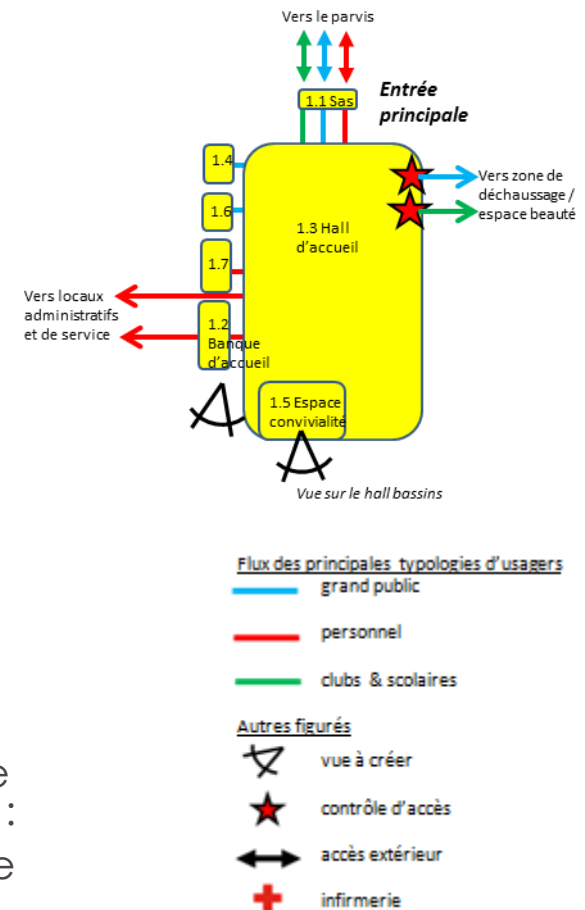 Vers le parvis
1.1 Sas
Entrée
principale
1.4
1.6
1.7
1.3 Hall
d'accueil
Vers zone de
déchaussage /
espace beauté
Vers locaux
administratifs
et de service
1.2
Banque
d'accueil
1.5 Espace
convivialité
Vue sur le hall bassins
Flux des principales typologies d'usagers
grand public
personnel
clubs & scolaires
Autres figurés
vue à créer
contrôle d'accès
accès extérieur
infirmerie
e
:
e